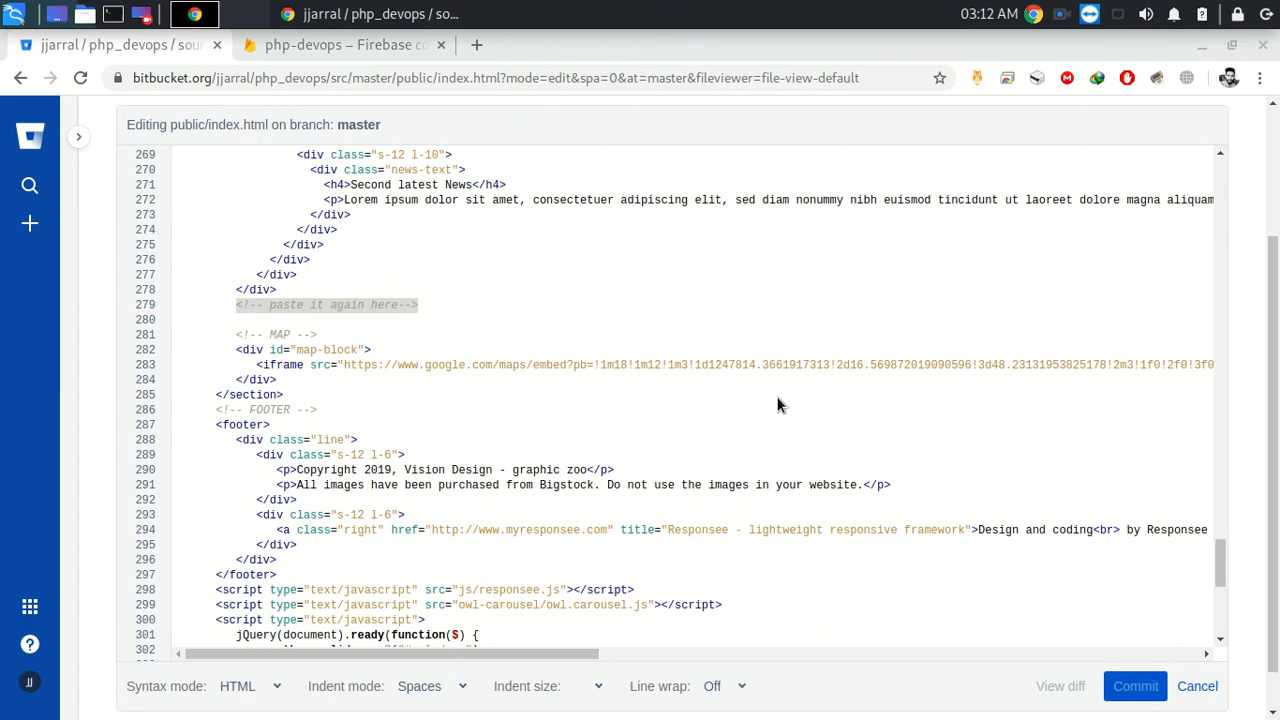 jjarral / php_devops / so...
03:12 AM
jjarral / php_devops / sour
php-devops – Firebase co
bitbucket.org/jjarral/php_devops/src/master/public/index.html?mode=edit&spa=0&at=master&fileviewer=file-view-default
Editing public/index.html on branch: master
269 <div class="s-12 l-10">
270 <div class="news-text">
271 <h4>Second latest News</h4>
272 <p>Lorem ipsum dolor sit amet, consectetuer adipiscing elit, sed diam nonummy nibh euismod tincidunt ut laoreet dolore magna aliquam
273 </div>
274 </div>
275 </div>
276 </div>
277 </div>
278 </div>
279 <!-- paste it again here-->
280
281 <!-- MAP -->
282 <div id="map-block">
283 <iframe src="https://www.google.com/maps/embed?pb=!1m18!1m12!1m3!1d1247814.3661917313!2d16.569872019090596!3d48.23131953825178!2m3!1f0!2f0!3f0
284 </div>
285 </section>
286 <!-- FOOTER -->
287 <footer>
288 <div class="line">
289 <div class="s-12 l-6">
290 <p>Copyright 2019, Vision Design - graphic zoo</p>
291 <p>All images have been purchased from Bigstock. Do not use the images in your website.</p>
292 </div>
293 <div class="s-12 l-6">
294 <a class="right" href="http://www.myresponsee.com" title="Responsee - lightweight responsive framework">Design and coding<br> by Responsee
295 </div>
296 </div>
297 </footer>
298 <script type="text/javascript" src="js/responsee.js"></script>
299 <script type="text/javascript" src="owl-carousel/owl.carousel.js"></script>
300 <script type="text/javascript">
301 jQuery(document).ready(function($) {
302
JJ
Syntax mode: HTML Indent mode: Spaces Indent size: Line wrap: Off View diff Commit Cancel